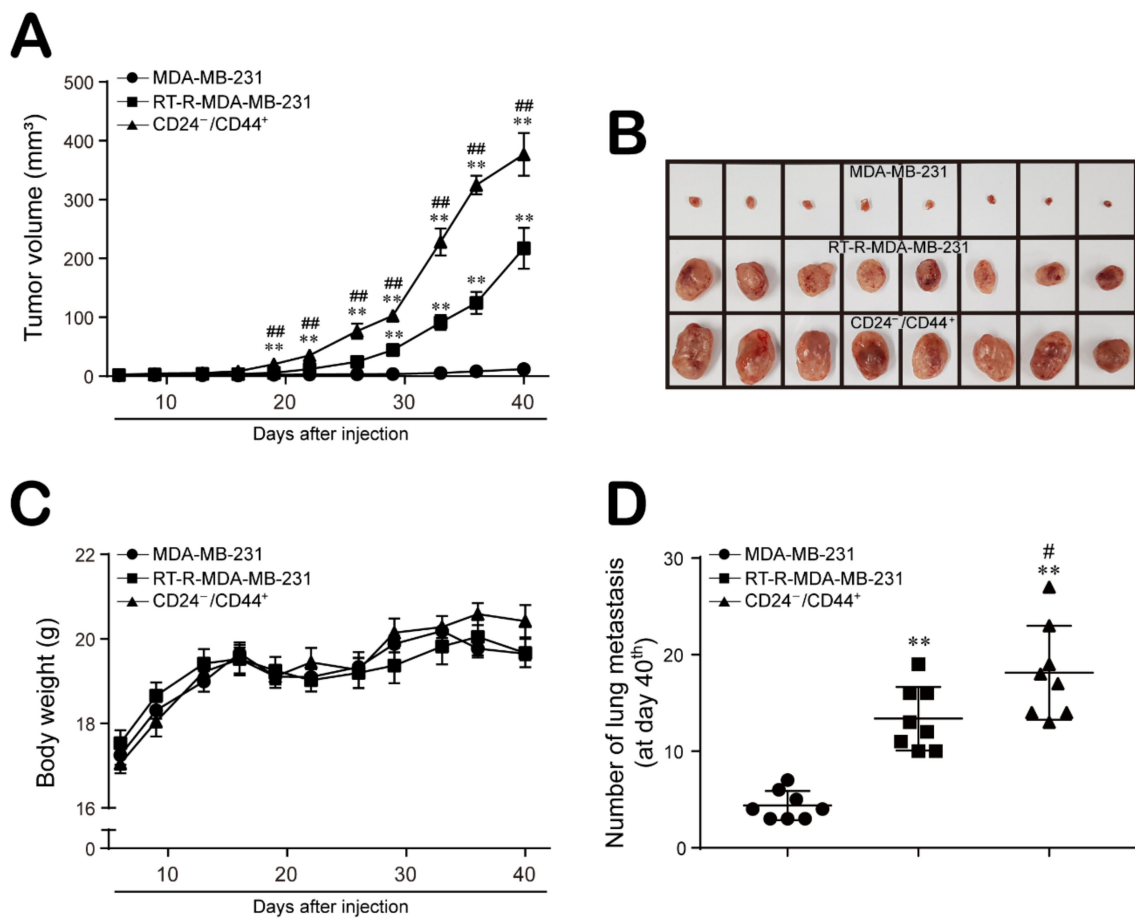 A
MDA-MB-231
RT-R-MDA-MB-231
CD24⁻/CD44⁺
Tumor volume (mm³)
500
400
300
200
100
0
##
**
##
**
##
**
##
**
##
**
##
**
##
**
**
**
**
**
10 20 30 40
Days after injection
B
MDA-MB-231
RT-R-MDA-MB-231
CD24⁻/CD44⁺
C
MDA-MB-231
RT-R-MDA-MB-231
CD24⁻/CD44⁺
Body weight (g)
22
20
18
16
0
10 20 30 40
Days after injection
D
MDA-MB-231
RT-R-MDA-MB-231
CD24⁻/CD44⁺
Number of lung metastasis
(at day 40ᵗʰ)
30
20
10
0
**
#
**